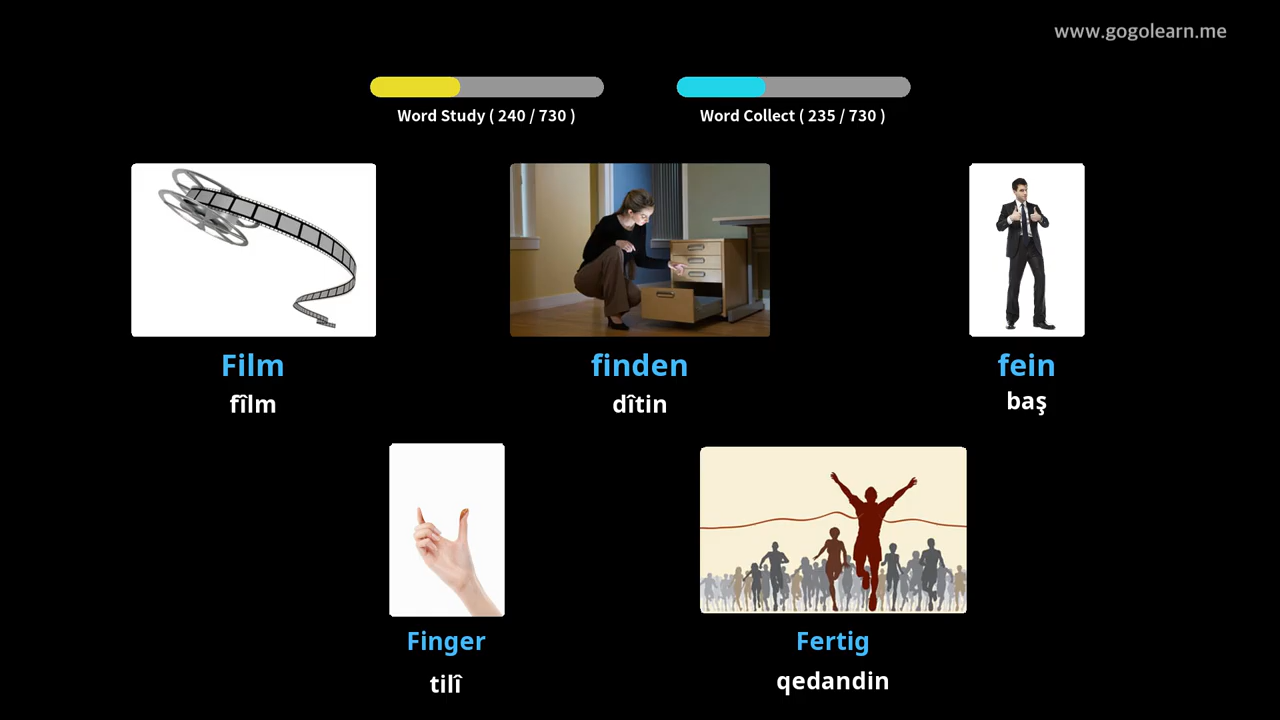 www.gogolearn.me
Word Study ( 240 / 730 )
Word Collect ( 235 / 730 )
Film
finden
fein
fîlm
dîtin
baş
Finger
Fertig
tilî
qedandin